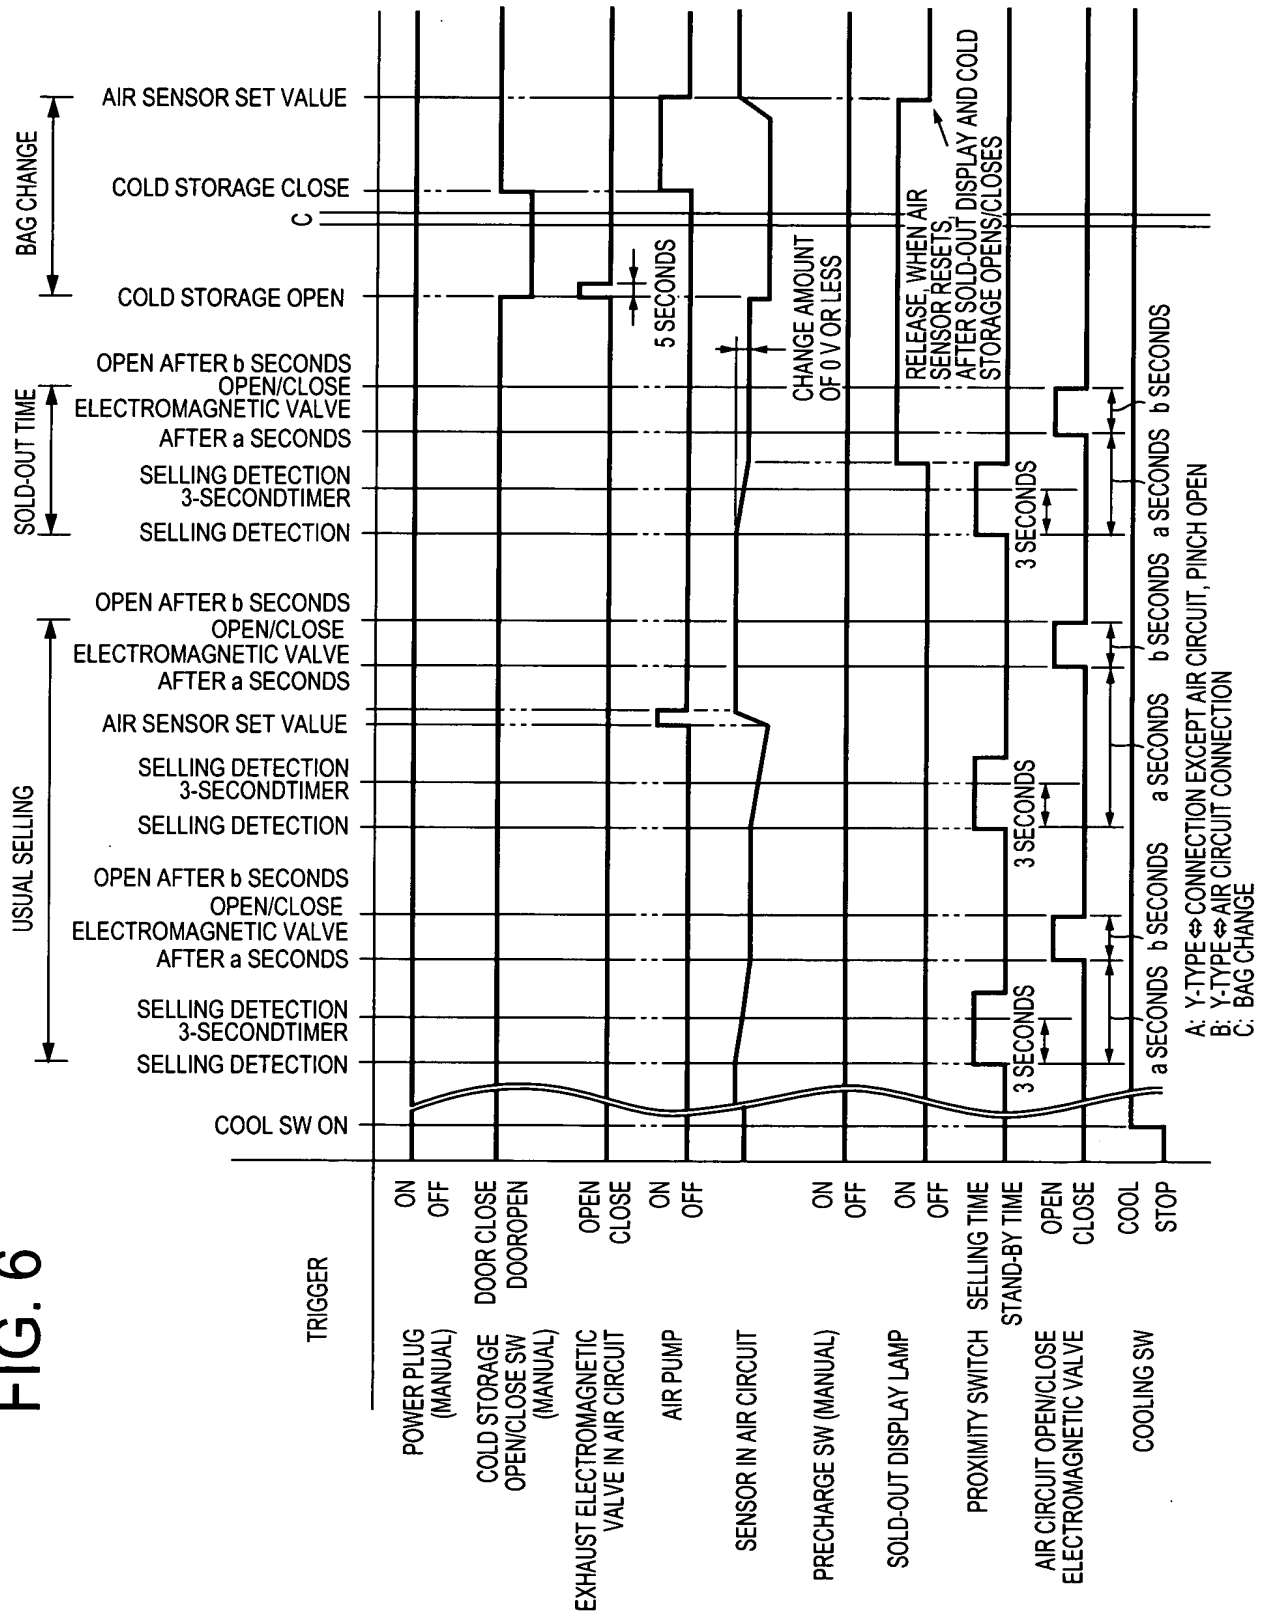 FIG. 6
USUAL SELLING
SOLD-OUT TIME
BAG CHANGE
TRIGGER
COOL SW ON
SELLING DETECTION
SELLING DETECTION
3-SECONDTIMER
OPEN AFTER b SECONDS
OPEN/CLOSE
ELECTROMAGNETIC VALVE
AFTER a SECONDS
SELLING DETECTION
SELLING DETECTION
3-SECONDTIMER
AIR SENSOR SET VALUE
OPEN AFTER b SECONDS
OPEN/CLOSE
ELECTROMAGNETIC VALVE
AFTER a SECONDS
SELLING DETECTION
SELLING DETECTION
3-SECONDTIMER
OPEN AFTER b SECONDS
OPEN/CLOSE
ELECTROMAGNETIC VALVE
AFTER a SECONDS
COLD STORAGE OPEN
C
COLD STORAGE CLOSE
AIR SENSOR SET VALUE
POWER PLUG
(MANUAL)
ON
OFF
COLD STORAGE
OPEN/CLOSE SW
(MANUAL)
DOOR CLOSE
DOOROPEN
EXHAUST ELECTROMAGNETIC
VALVE IN AIR CIRCUIT
OPEN
CLOSE
5 SECONDS
AIR PUMP
ON
OFF
SENSOR IN AIR CIRCUIT
CHANGE AMOUNT
OF 0 V OR LESS
PRECHARGE SW (MANUAL)
ON
OFF
SOLD-OUT DISPLAY LAMP
ON
OFF
RELEASE, WHEN AIR
SENSOR RESETS,
AFTER SOLD-OUT DISPLAY AND COLD
STORAGE OPENS/CLOSES
PROXIMITY SWITCH
SELLING TIME
STAND-BY TIME
3 SECONDS
3 SECONDS
3 SECONDS
AIR CIRCUIT OPEN/CLOSE
ELECTROMAGNETIC VALVE
OPEN
CLOSE
COOLING SW
COOL
STOP
a SECONDS
b SECONDS
a SECONDS
b SECONDS
a SECONDS
b SECONDS
A: Y-TYPE⇔CONNECTION EXCEPT AIR CIRCUIT, PINCH OPEN
B: Y-TYPE⇔AIR CIRCUIT CONNECTION
C: BAG CHANGE